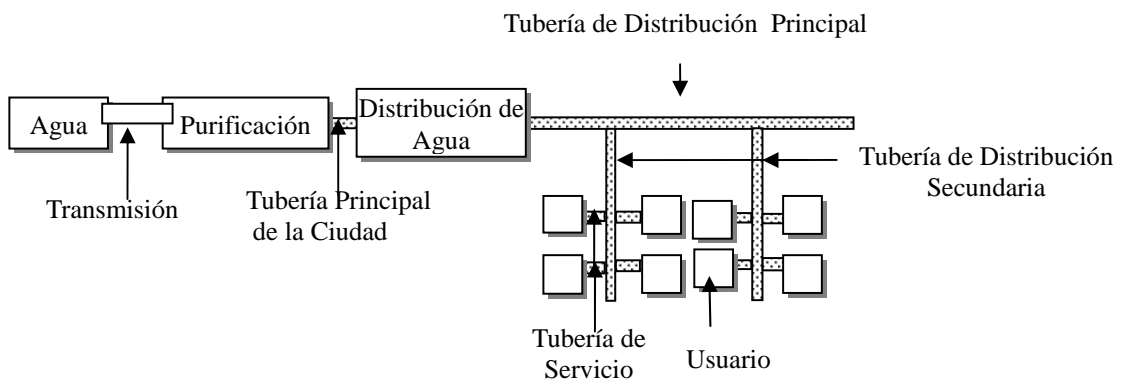 Tubería de Distribución Principal
Agua
Purificación
Distribución de
Agua
Tubería de Distribución
Secundaria
Transmisión
Tubería Principal
de la Ciudad
Tubería de
Servicio
Usuario